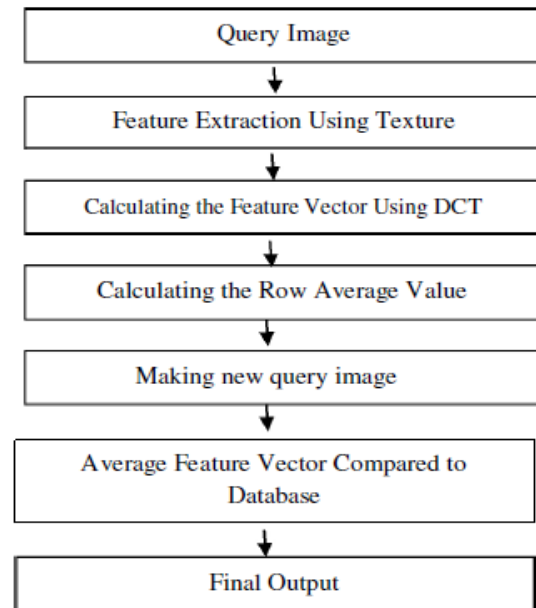 Query Image
Feature Extraction Using Texture
Calculating the Feature Vector Using DCT
Calculating the Row Average Value
Making new query image
Average Feature Vector Compared to
Database
Final Output